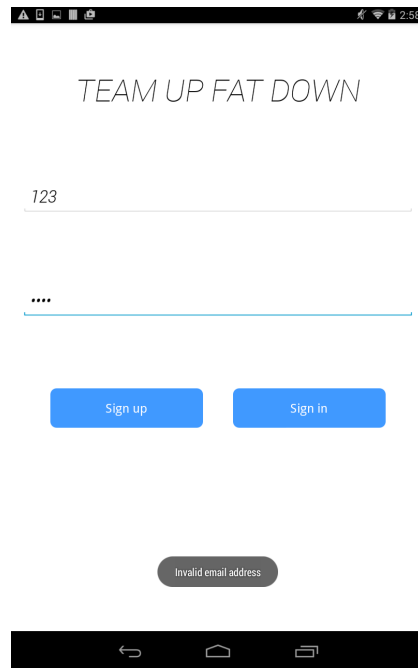 2:58
TEAM UP FAT DOWN
123
••••
Sign up
Sign in
Invalid email address